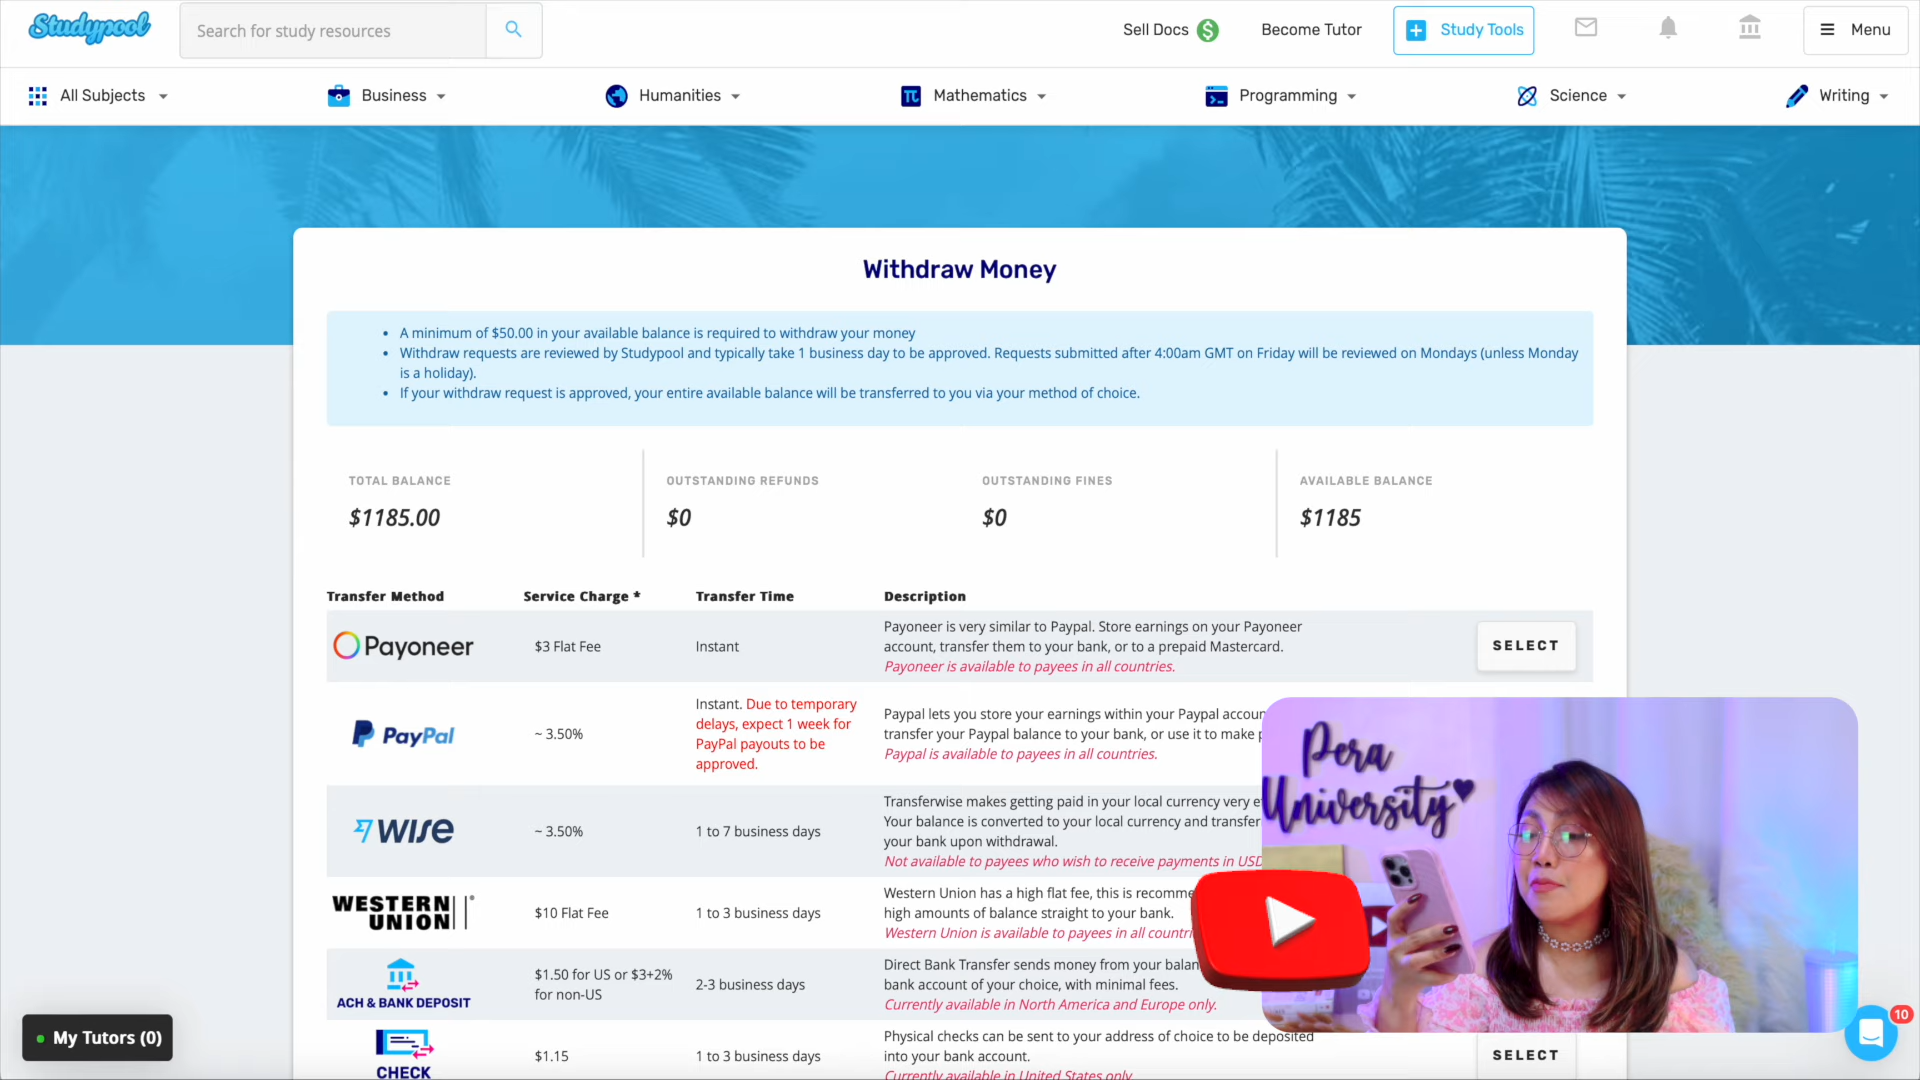 Studypool
Search for study resources
Sell Docs $
Become Tutor
Study Tools
Menu
All Subjects
Business
Humanities
Mathematics
Programming
Science
Writing
Withdraw Money
• A minimum of $50.00 in your available balance is required to withdraw your money
• Withdraw requests are reviewed by Studypool and typically take 1 business day to be approved. Requests submitted after 4:00am GMT on Friday will be reviewed on Mondays (unless Monday
is a holiday).
• If your withdraw request is approved, your entire available balance will be transferred to you via your method of choice.
TOTAL BALANCE
$1185.00
OUTSTANDING REFUNDS
$0
OUTSTANDING FINES
$0
AVAILABLE BALANCE
$1185
Transfer Method
Service Charge *
Transfer Time
Description
Payoneer
$3 Flat Fee
Instant
Payoneer is very similar to Paypal. Store earnings on your Payoneer
account, transfer them to your bank, or to a prepaid Mastercard.
Payoneer is available to payees in all countries.
SELECT
PayPal
~ 3.50%
Instant. Due to temporary
delays, expect 1 week for
PayPal payouts to be
approved.
Paypal lets you store your earnings within your Paypal accoun
transfer your Paypal balance to your bank, or use it to make
Paypal is available to payees in all countries.
WISE
~ 3.50%
1 to 7 business days
Transferwise makes getting paid in your local currency very e
Your balance is converted to your local currency and transfer
your bank upon withdrawal.
Not available to payees who wish to receive payments in USD
WESTERN
UNION
$10 Flat Fee
1 to 3 business days
Western Union has a high flat fee, this is recomme
high amounts of balance straight to your bank.
Western Union is available to payees in all countri
ACH & BANK DEPOSIT
$1.50 for US or $3+2%
for non-US
2-3 business days
Direct Bank Transfer sends money from your balan
bank account of your choice, with minimal fees.
Currently available in North America and Europe only.
CHECK
$1.15
1 to 3 business days
Physical checks can be sent to your address of choice to be deposited
into your bank account.
Currently available in United States only
SELECT
Pera
University
My Tutors (0)
10